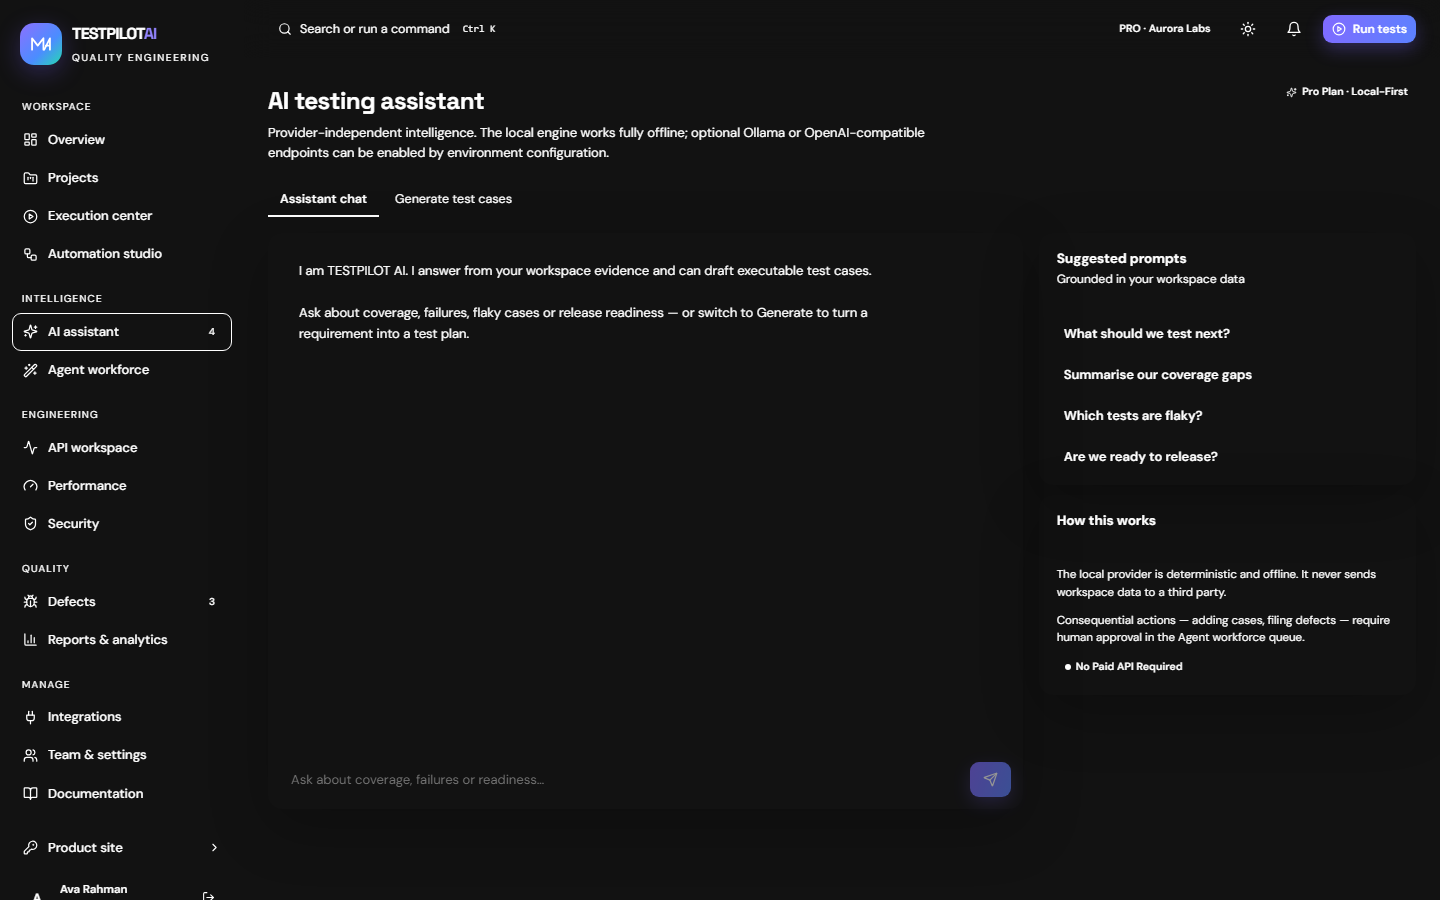 TESTPILOTAI
QUALITY ENGINEERING
WORKSPACE
Overview
Projects
Execution center
Automation studio
INTELLIGENCE
AI assistant 4
Agent workforce
ENGINEERING
API workspace
Performance
Security
QUALITY
Defects 3
Reports & analytics
MANAGE
Integrations
Team & settings
Documentation
Product site
A
Ava Rahman
Search or run a command Ctrl K
PRO · Aurora Labs
Run tests
AI testing assistant
Pro Plan · Local-First
Provider-independent intelligence. The local engine works fully offline; optional Ollama or OpenAI-compatible
endpoints can be enabled by environment configuration.
Assistant chat
Generate test cases
I am TESTPILOT AI. I answer from your workspace evidence and can draft executable test cases.
Ask about coverage, failures, flaky cases or release readiness — or switch to Generate to turn a
requirement into a test plan.
Ask about coverage, failures or readiness...
Suggested prompts
Grounded in your workspace data
What should we test next?
Summarise our coverage gaps
Which tests are flaky?
Are we ready to release?
How this works
The local provider is deterministic and offline. It never sends
workspace data to a third party.
Consequential actions — adding cases, filing defects — require
human approval in the Agent workforce queue.
No Paid API Required